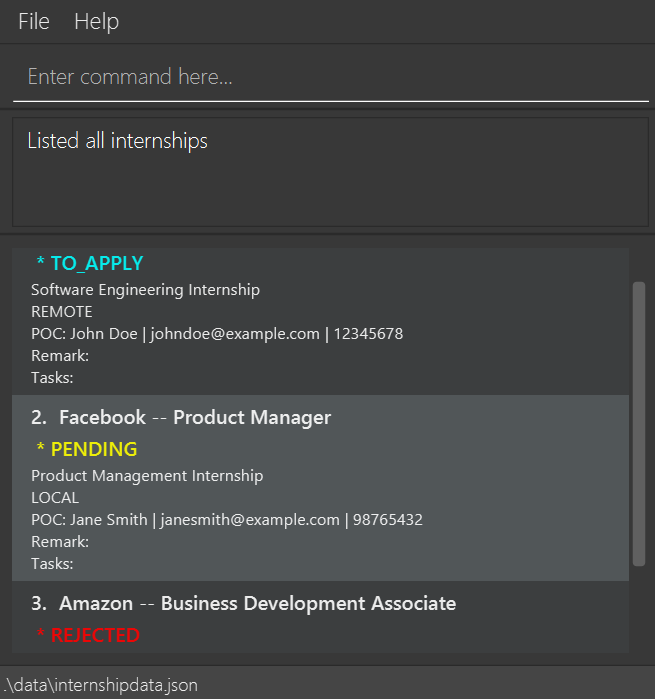 File Help
Enter command here...
Listed all internships
* TO_APPLY
Software Engineering Internship
REMOTE
POC: John Doe | johndoe@example.com | 12345678
Remark:
Tasks:
2. Facebook -- Product Manager
* PENDING
Product Management Internship
LOCAL
POC: Jane Smith | janesmith@example.com | 98765432
Remark:
Tasks:
3. Amazon -- Business Development Associate
* REJECTED
.\data\internshipdata.json